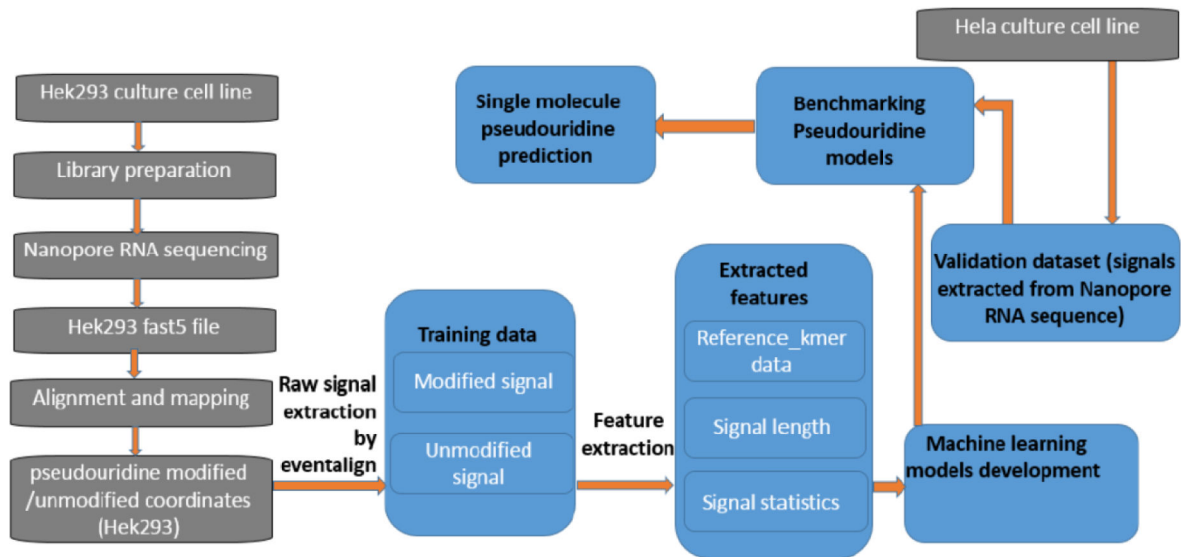 Hek293 culture cell line
Library preparation
Nanopore RNA sequencing
Hek293 fast5 file
Alignment and mapping
pseudouridine modified
/unmodified coordinates
(Hek293)
Raw signal
extraction
by
eventalign
Training data
Modified signal
Unmodified
signal
Feature
extraction
Extracted
features
Reference_kmer
data
Signal length
Signal statistics
Machine learning
models development
Hela culture cell line
Validation dataset (signals
extracted from Nanopore
RNA sequence)
Benchmarking
Pseudouridine
models
Single molecule
pseudouridine
prediction